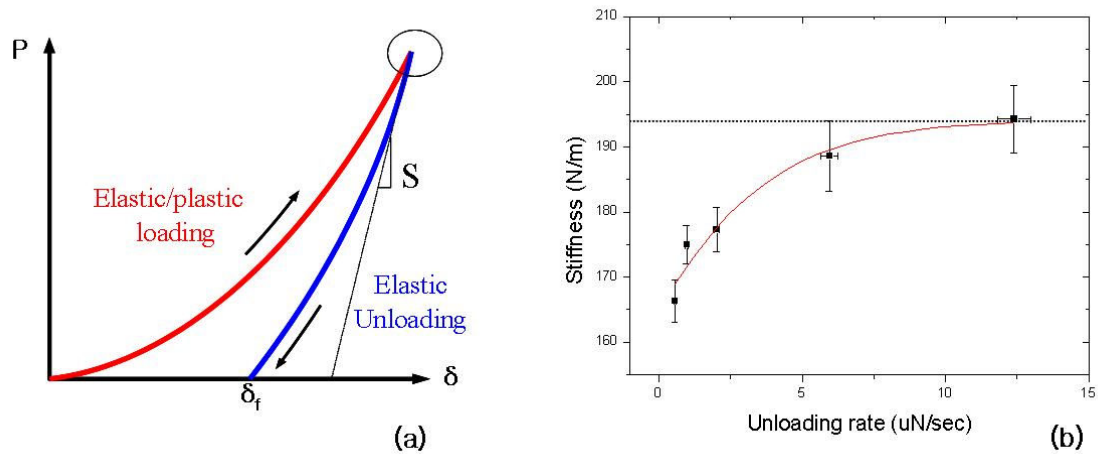 P
Elastic/plastic
loading
S
Elastic
Unloading
δf
δ
(a)
210
200
190
180
170
160
Stiffness (N/m)
0
5
10
15
Unloading rate (uN/sec)
(b)